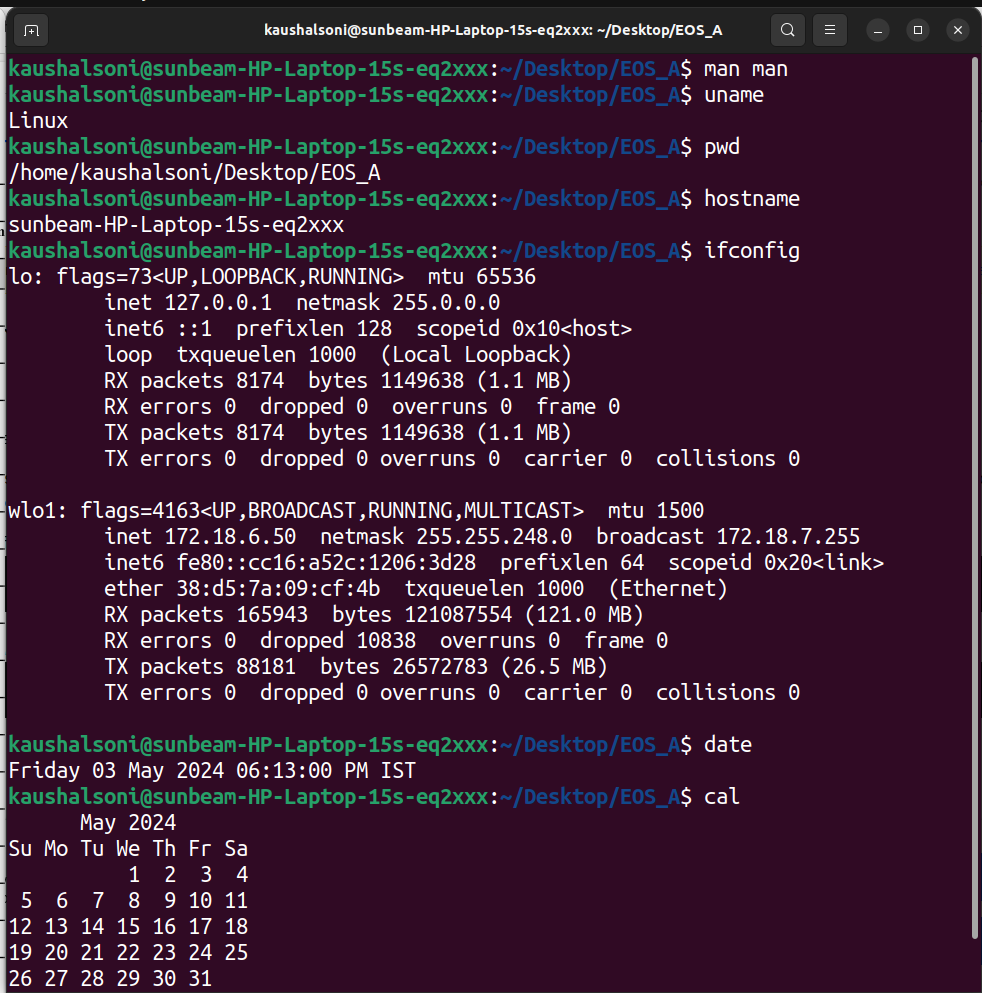 kaushalsoni@sunbeam-HP-Laptop-15s-eq2xxx: ~/Desktop/EOS_A
kaushalsoni@sunbeam-HP-Laptop-15s-eq2xxx:~/Desktop/EOS_A$ man man
kaushalsoni@sunbeam-HP-Laptop-15s-eq2xxx:~/Desktop/EOS_A$ uname
Linux
kaushalsoni@sunbeam-HP-Laptop-15s-eq2xxx:~/Desktop/EOS_A$ pwd
/home/kaushalsoni/Desktop/EOS_A
kaushalsoni@sunbeam-HP-Laptop-15s-eq2xxx:~/Desktop/EOS_A$ hostname
sunbeam-HP-Laptop-15s-eq2xxx
kaushalsoni@sunbeam-HP-Laptop-15s-eq2xxx:~/Desktop/EOS_A$ ifconfig
lo: flags=73<UP,LOOPBACK,RUNNING>  mtu 65536
        inet 127.0.0.1  netmask 255.0.0.0
        inet6 ::1  prefixlen 128  scopeid 0x10<host>
        loop  txqueuelen 1000  (Local Loopback)
        RX packets 8174  bytes 1149638 (1.1 MB)
        RX errors 0  dropped 0  overruns 0  frame 0
        TX packets 8174  bytes 1149638 (1.1 MB)
        TX errors 0  dropped 0 overruns 0  carrier 0  collisions 0

wlo1: flags=4163<UP,BROADCAST,RUNNING,MULTICAST>  mtu 1500
        inet 172.18.6.50  netmask 255.255.248.0  broadcast 172.18.7.255
        inet6 fe80::cc16:a52c:1206:3d28  prefixlen 64  scopeid 0x20<link>
        ether 38:d5:7a:09:cf:4b  txqueuelen 1000  (Ethernet)
        RX packets 165943  bytes 121087554 (121.0 MB)
        RX errors 0  dropped 10838  overruns 0  frame 0
        TX packets 88181  bytes 26572783 (26.5 MB)
        TX errors 0  dropped 0 overruns 0  carrier 0  collisions 0

kaushalsoni@sunbeam-HP-Laptop-15s-eq2xxx:~/Desktop/EOS_A$ date
Friday 03 May 2024 06:13:00 PM IST
kaushalsoni@sunbeam-HP-Laptop-15s-eq2xxx:~/Desktop/EOS_A$ cal
      May 2024
Su Mo Tu We Th Fr Sa
          1  2  3  4
 5  6  7  8  9 10 11
12 13 14 15 16 17 18
19 20 21 22 23 24 25
26 27 28 29 30 31